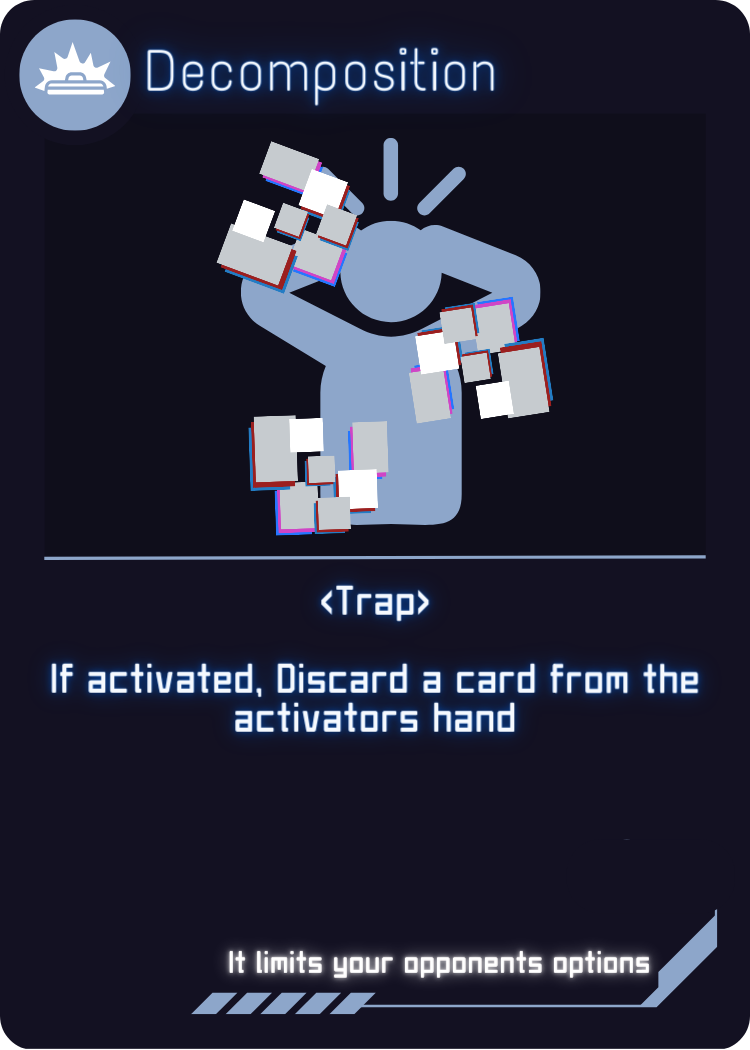 Decomposition
<Trap>
If activated, Discard a card from the
activators hand
It limits your opponents options